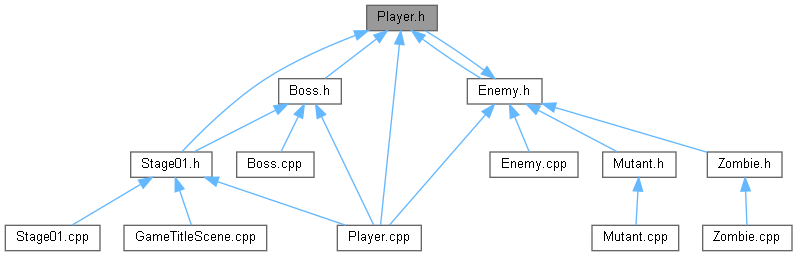 Player.h
Boss.h
Enemy.h
Stage01.h
Boss.cpp
Enemy.cpp
Mutant.h
Zombie.h
Stage01.cpp
GameTitleScene.cpp
Player.cpp
Mutant.cpp
Zombie.cpp